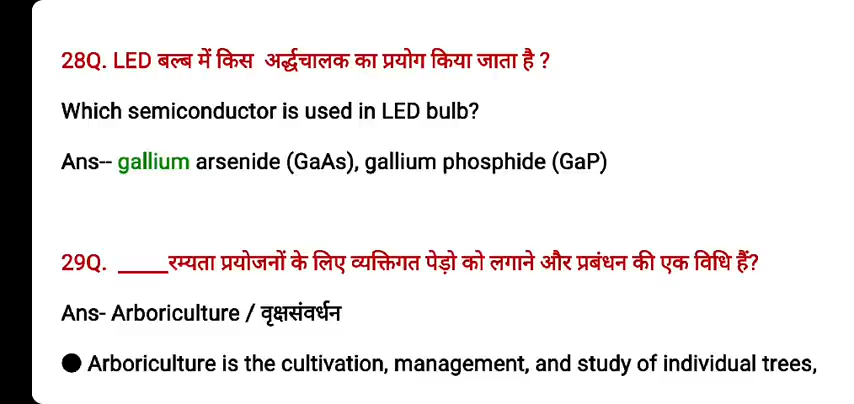 28Q. LED बल्ब में किस अर्द्धचालक का प्रयोग किया जाता है ?
Which semiconductor is used in LED bulb?
Ans-- gallium arsenide (GaAs), gallium phosphide (GaP)
29Q. _____रम्यता प्रयोजनों के लिए व्यक्तिगत पेड़ो को लगाने और प्रबंधन की एक विधि हैं?
Ans- Arboriculture / वृक्षसंवर्धन
● Arboriculture is the cultivation, management, and study of individual trees,